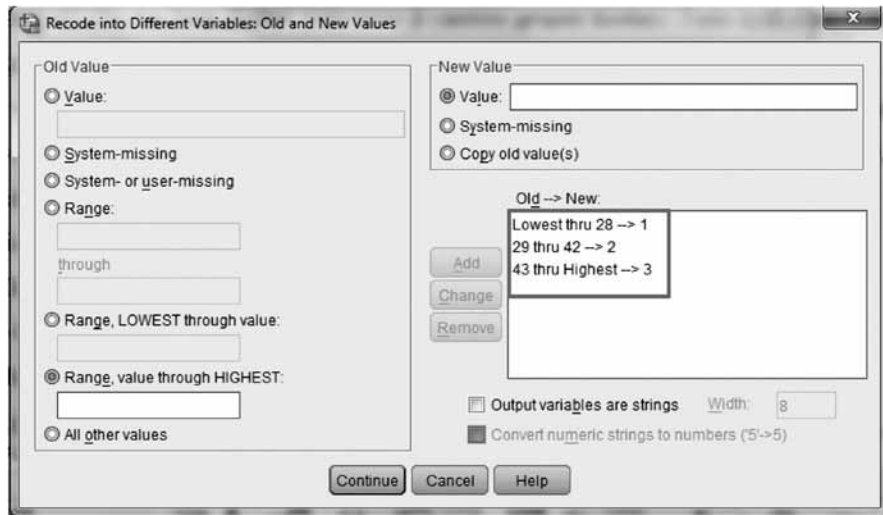 Recode into Different Variables: Old and New Values
Old Value
Value:
System-missing
System- or user-missing
Range:
through
Range, LOWEST through value:
Range, value through HIGHEST:
All other values
New Value
Value:
System-missing
Copy old value(s)
Old --> New:
Lowest thru 28 --> 1
29 thru 42 --> 2
43 thru Highest --> 3
Add
Change
Remove
Output variables are strings Width: 8
Convert numeric strings to numbers ('5'->5)
Continue Cancel Help